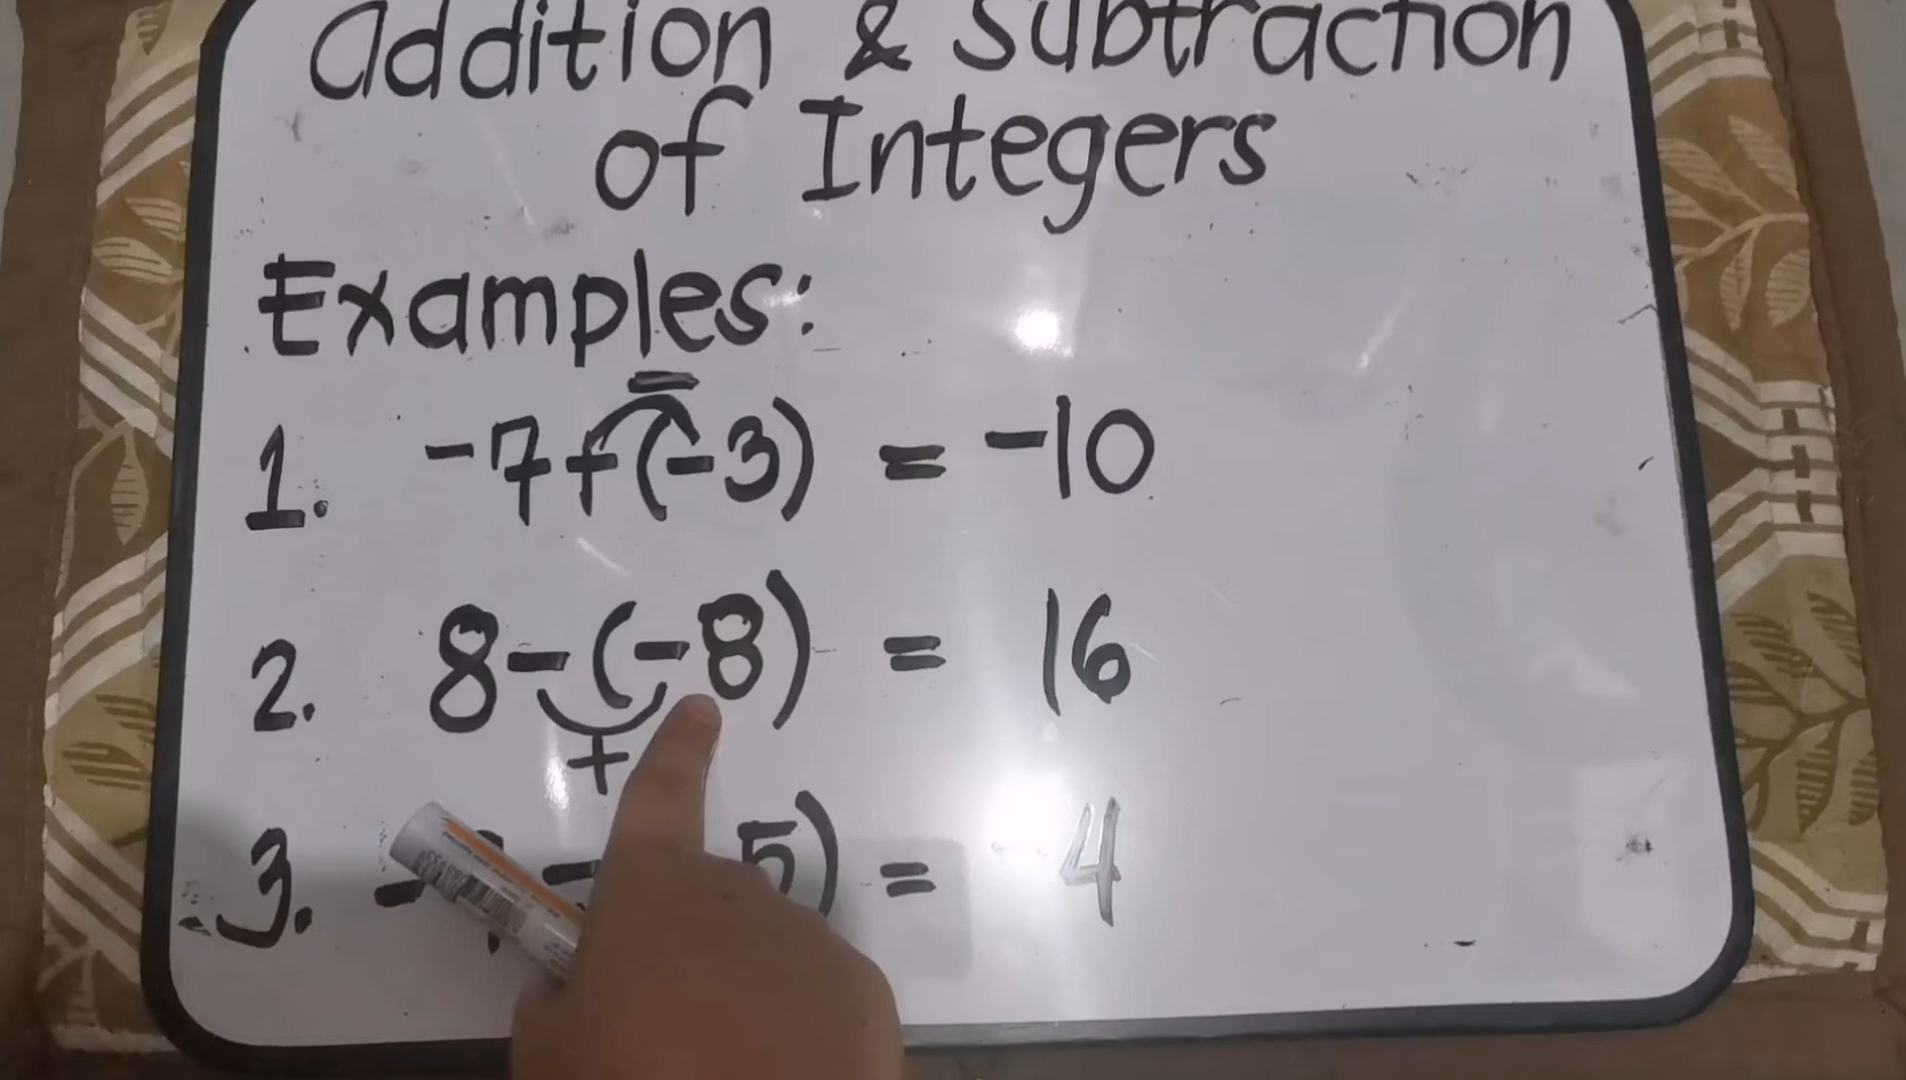 Addition & Subtraction
of Integers
Examples:
−
1. -7+(-3) = -10
2. 8-(-8) = 16
+
3. - - 5) = 4